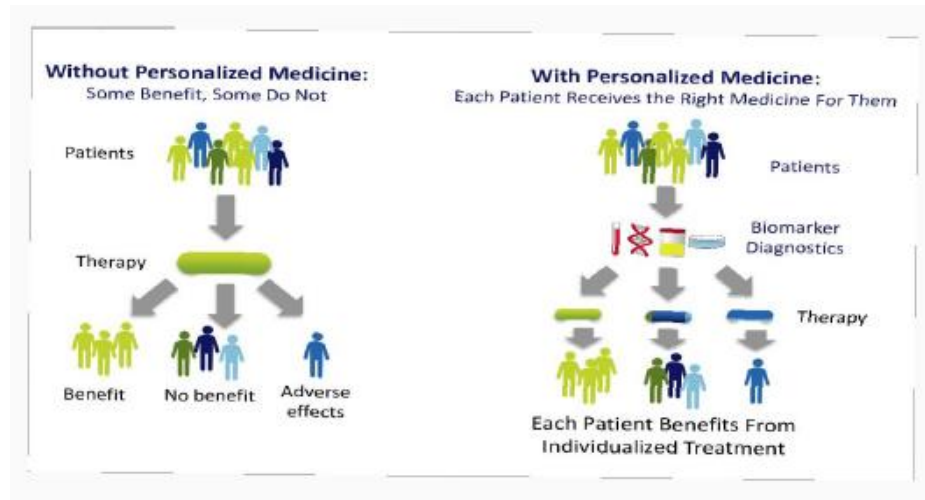 Without Personalized Medicine:
Some Benefit, Some Do Not
Patients
Therapy
Benefit
No benefit
Adverse
effects
With Personalized Medicine:
Each Patient Receives the Right Medicine For Them
Patients
Biomarker
Diagnostics
Therapy
Each Patient Benefits From
Individualized Treatment